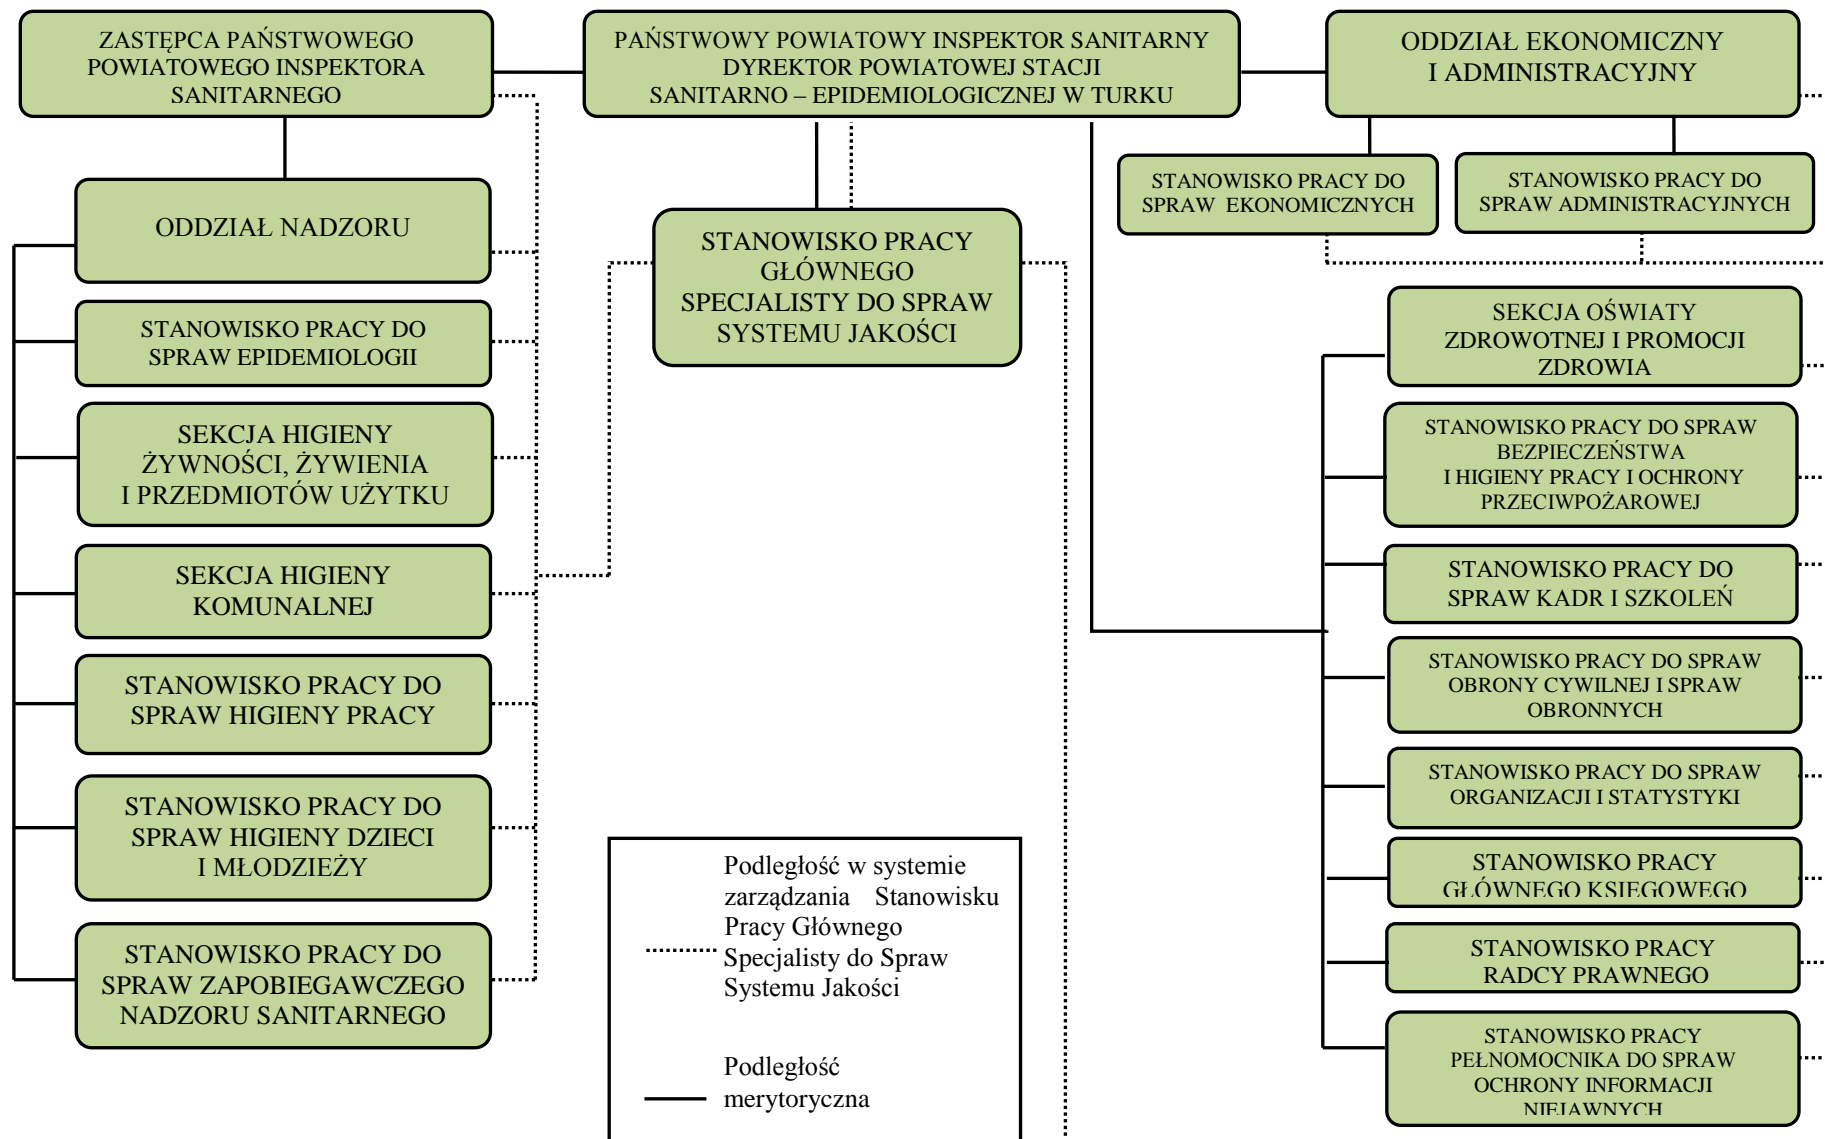 ZASTĘPCA PAŃSTWOWEGO
POWIATOWEGO INSPEKTORA
SANITARNEGO
PAŃSTWOWY POWIATOWY INSPEKTOR SANITARNY
DYREKTOR POWIATOWEJ STACJI
SANITARNO – EPIDEMIOLOGICZNEJ W TURKU
ODDZIAŁ EKONOMICZNY
I ADMINISTRACYJNY
STANOWISKO PRACY DO
SPRAW EKONOMICZNYCH
STANOWISKO PRACY DO
SPRAW ADMINISTRACYJNYCH
ODDZIAŁ NADZORU
STANOWISKO PRACY DO
SPRAW EPIDEMIOLOGII
SEKCJA HIGIENY
ŻYWNOŚCI, ŻYWIENIA
I PRZEDMIOTÓW UŻYTKU
SEKCJA HIGIENY
KOMUNALNEJ
STANOWISKO PRACY DO
SPRAW HIGIENY PRACY
STANOWISKO PRACY DO
SPRAW HIGIENY DZIECI
I MŁODZIEŻY
STANOWISKO PRACY DO
SPRAW ZAPOBIEGAWCZEGO
NADZORU SANITARNEGO
STANOWISKO PRACY
GŁÓWNEGO
SPECJALISTY DO SPRAW
SYSTEMU JAKOŚCI
SEKCJA OŚWIATY
ZDROWOTNEJ I PROMOCJI
ZDROWIA
STANOWISKO PRACY DO SPRAW
BEZPIECZEŃSTWA
I HIGIENY PRACY I OCHRONY
PRZECIWPOŻAROWEJ
STANOWISKO PRACY DO
SPRAW KADR I SZKOLEŃ
STANOWISKO PRACY DO SPRAW
OBRONY CYWILNEJ I SPRAW
OBRONNYCH
STANOWISKO PRACY DO SPRAW
ORGANIZACJI I STATYSTYKI
STANOWISKO PRACY
GŁÓWNEGO KSIĘGOWEGO
STANOWISKO PRACY
RADCY PRAWNEGO
STANOWISKO PRACY
PEŁNOMOCNIKA DO SPRAW
OCHRONY INFORMACJI
NIEJAWNYCH
Podległość w systemie
zarządzania Stanowisku
Pracy Głównego
Specjalisty do Spraw
Systemu Jakości
Podległość
merytoryczna